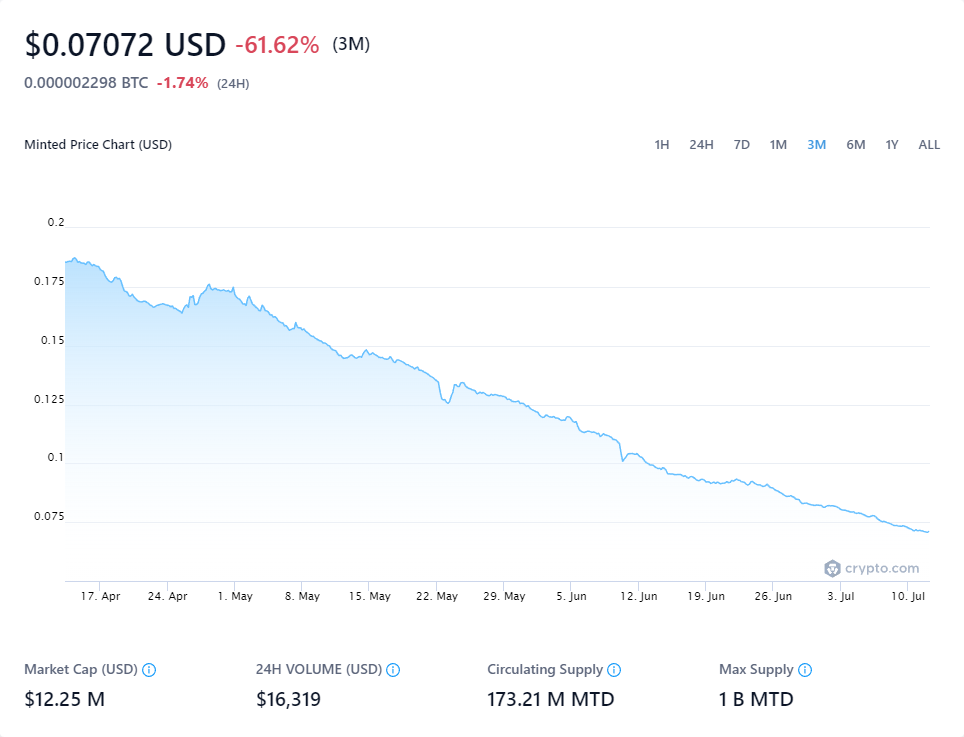 $0.07072 USD -61.62% (3M)
0.000002298 BTC -1.74% (24H)
Minted Price Chart (USD) 1H 24H 7D 1M 3M 6M 1Y ALL
0.2
0.175
0.15
0.125
0.1
0.075
crypto.com
17. Apr 24. Apr 1. May 8. May 15. May 22. May 29. May 5. Jun 12. Jun 19. Jun 26. Jun 3. Jul 10. Jul
Market Cap (USD) 24H VOLUME (USD) Circulating Supply Max Supply
$12.25 M $16,319 173.21 M MTD 1 B MTD